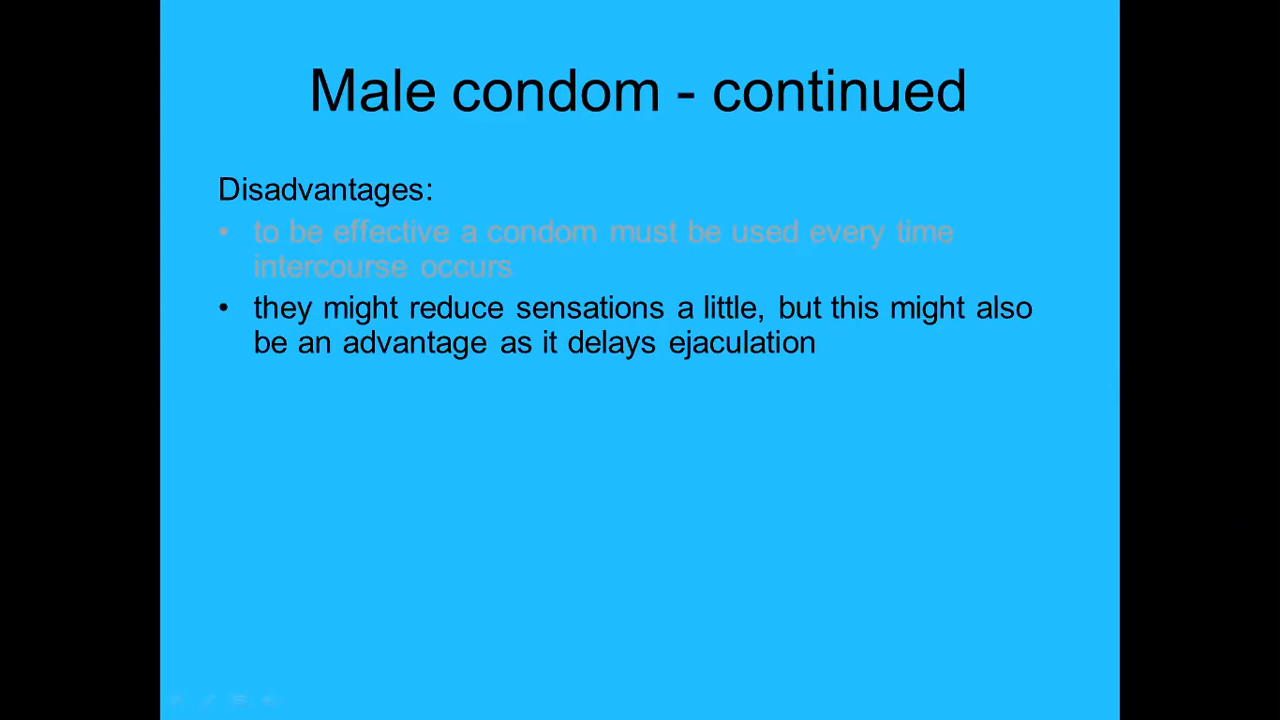 Male condom - continued
Disadvantages:
• to be effective a condom must be used every time
intercourse occurs
• they might reduce sensations a little, but this might also
be an advantage as it delays ejaculation